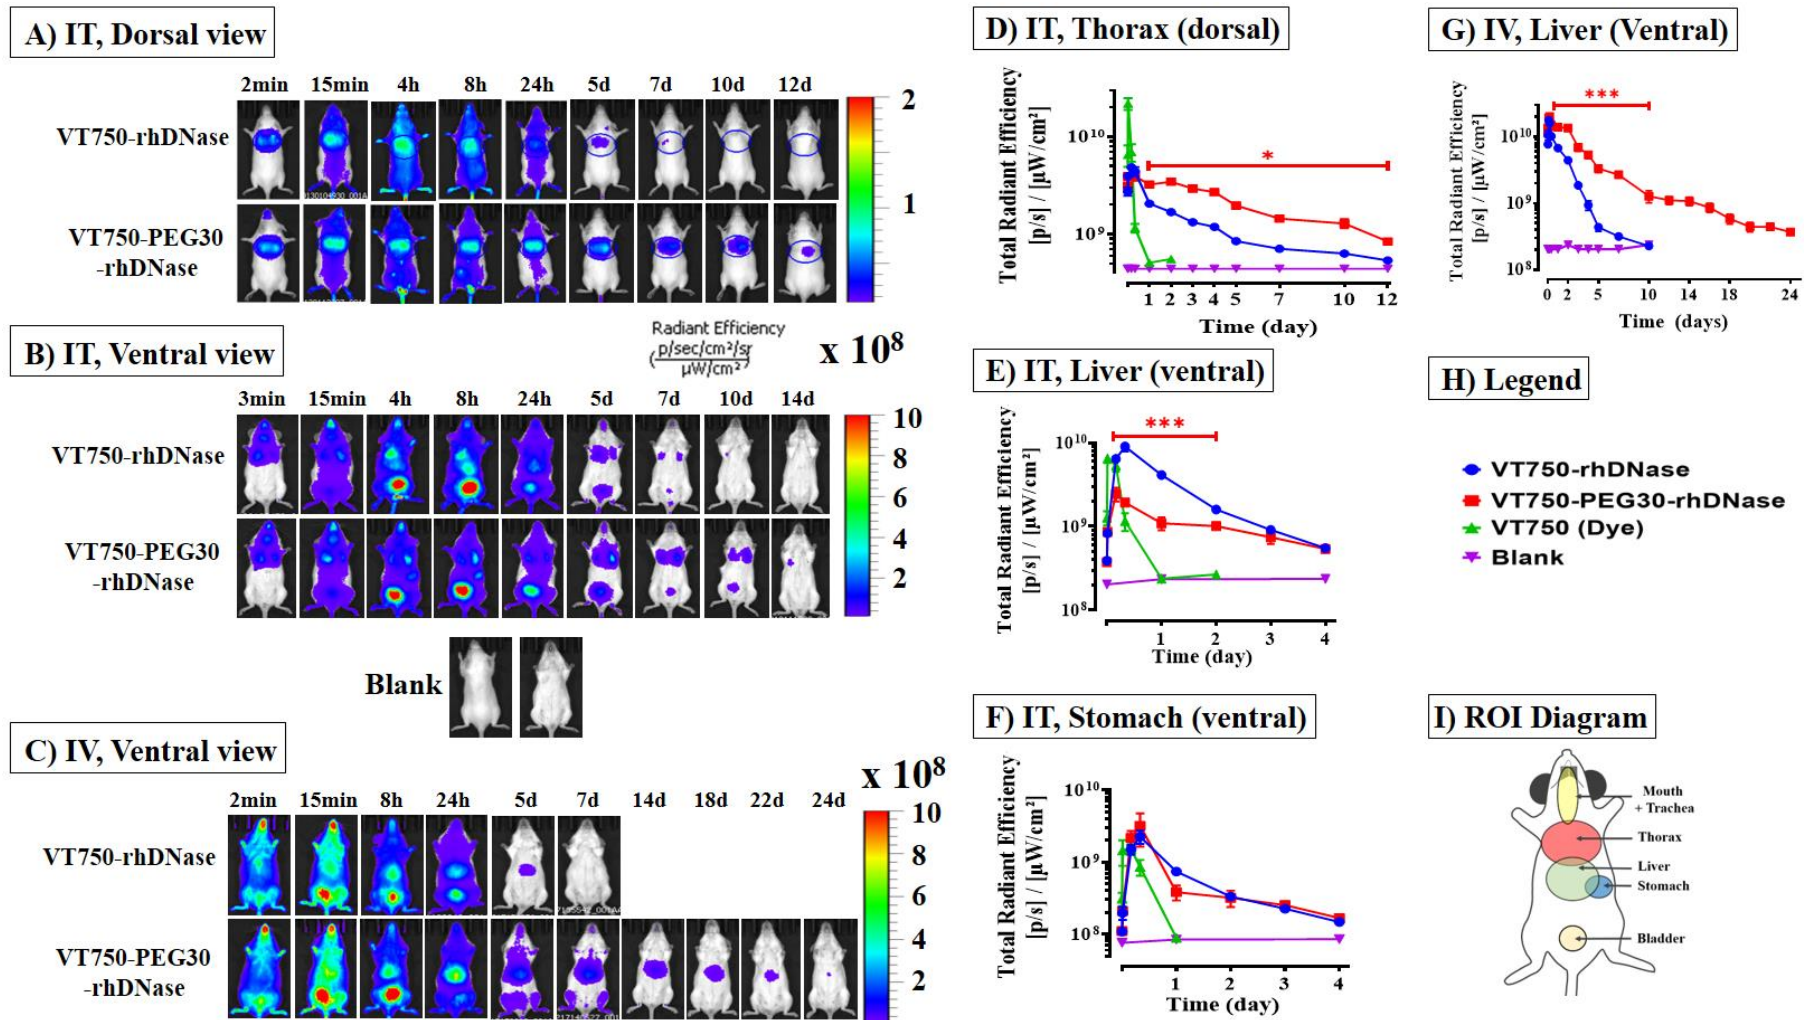 A) IT, Dorsal view
2min 15min 4h 8h 24h 5d 7d 10d 12d
VT750-rhDNase
VT750-PEG30
-rhDNase
2
1
B) IT, Ventral view
Radiant Efficiency
(p/sec/cm²/sr
µW/cm²)
x 10⁸
3min 15min 4h 8h 24h 5d 7d 10d 14d
VT750-rhDNase
VT750-PEG30
-rhDNase
10
8
6
4
2
Blank
C) IV, Ventral view
x 10⁸
2min 15min 8h 24h 5d 7d 14d 18d 22d 24d
VT750-rhDNase
VT750-PEG30
-rhDNase
10
8
6
4
2
D) IT, Thorax (dorsal)
Total Radiant Efficiency
[p/s] / [µW/cm²]
10¹⁰
10⁹
*
1 2 3 4 5 7 10 12
Time (day)
E) IT, Liver (ventral)
Total Radiant Efficiency
[p/s] / [µW/cm²]
10¹⁰
10⁹
10⁸
***
1 2 3 4
Time (day)
F) IT, Stomach (ventral)
Total Radiant Efficiency
[p/s] / [µW/cm²]
10¹⁰
10⁹
10⁸
1 2 3 4
Time (day)
G) IV, Liver (Ventral)
Total Radiant Efficiency
[p/s] / [µW/cm²]
10¹⁰
10⁹
10⁸
***
0 2 5 10 14 18 24
Time (days)
H) Legend
VT750-rhDNase
VT750-PEG30-rhDNase
VT750 (Dye)
Blank
I) ROI Diagram
Mouth
+ Trachea
Thorax
Liver
Stomach
Bladder